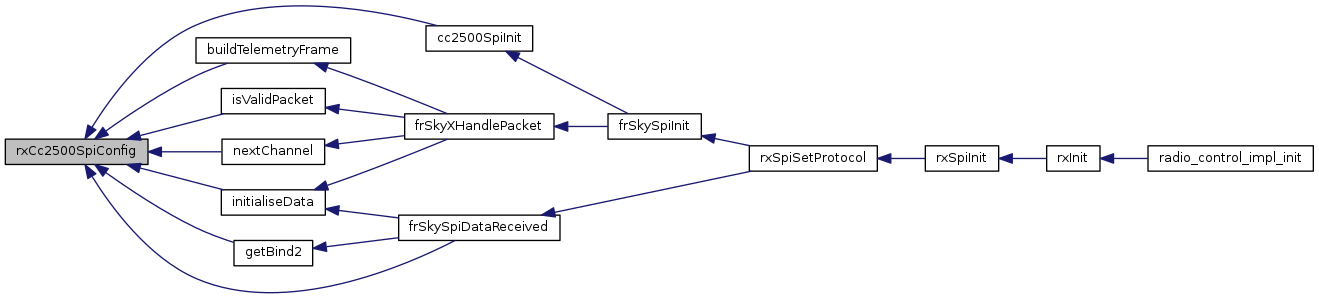 rxCc2500SpiConfig
cc2500SpiInit
buildTelemetryFrame
isValidPacket
nextChannel
initialiseData
getBind2
frSkyXHandlePacket
frSkySpiDataReceived
frSkySpiInit
rxSpiSetProtocol
rxSpiInit
rxInit
radio_control_impl_init